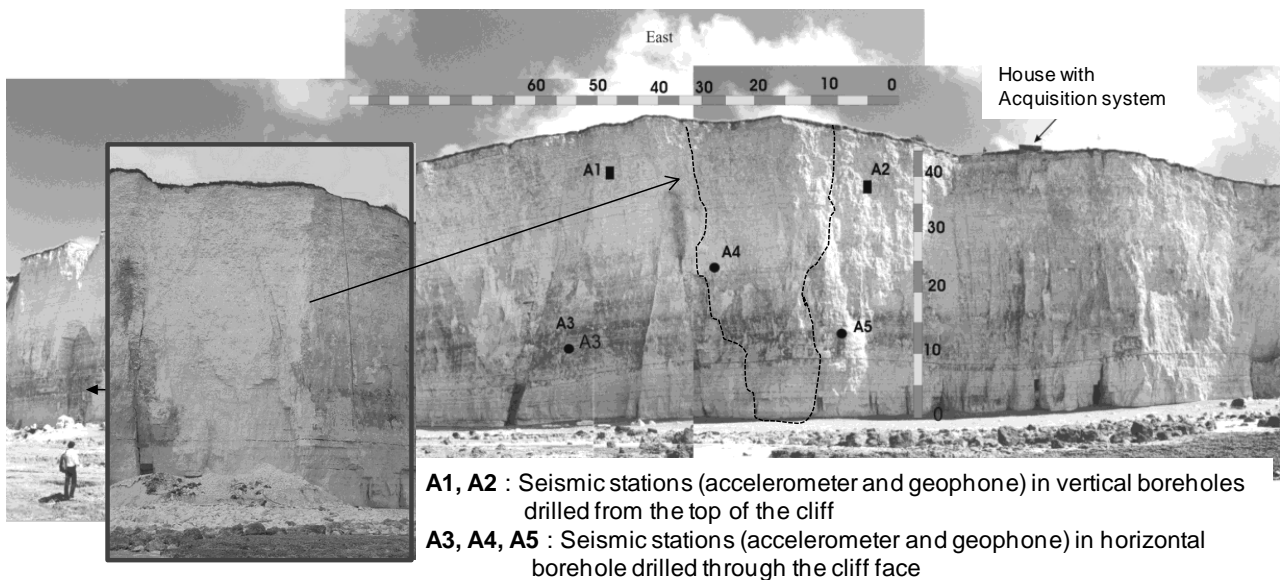 East
60 50 40 30 20 10 0
House with
Acquisition system
A1
A2
40
30
A4
20
A3
A5
A3
10
0
A1, A2 : Seismic stations (accelerometer and geophone) in vertical boreholes
drilled from the top of the cliff
A3, A4, A5 : Seismic stations (accelerometer and geophone) in horizontal
borehole drilled through the cliff face